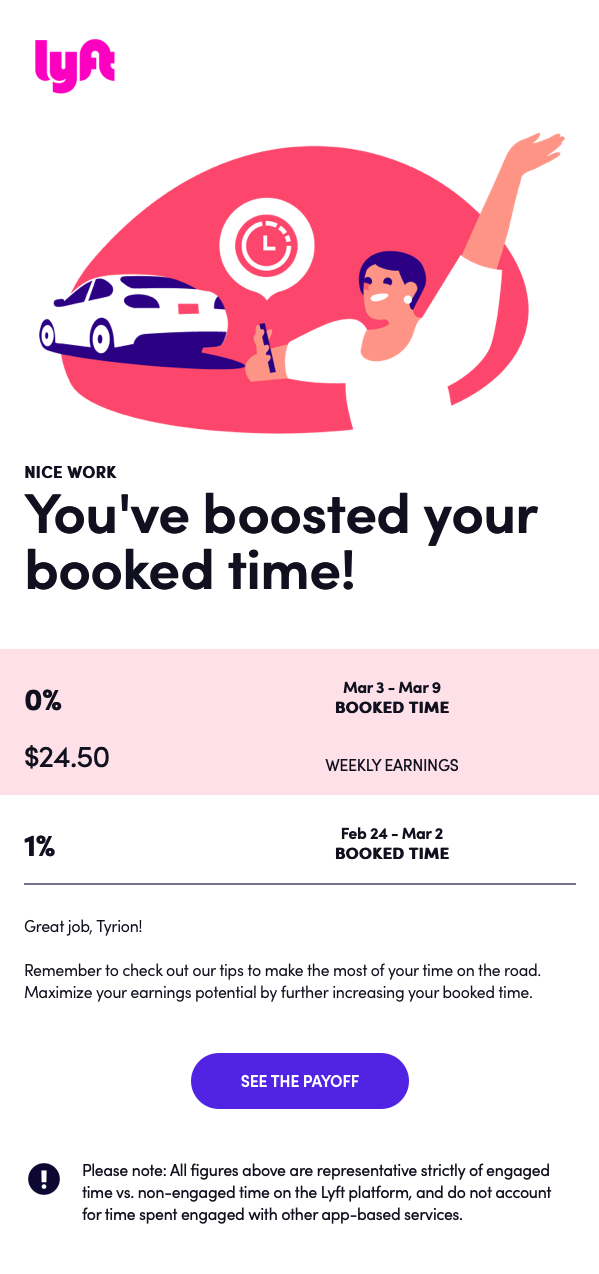 lyft
NICE WORK
You've boosted your
booked time!
0%
Mar 3 - Mar 9
BOOKED TIME
$24.50
WEEKLY EARNINGS
1%
Feb 24 - Mar 2
BOOKED TIME
Great job, Tyrion!
Remember to check out our tips to make the most of your time on the road.
Maximize your earnings potential by further increasing your booked time.
SEE THE PAYOFF
Please note: All figures above are representative strictly of engaged
time vs. non-engaged time on the Lyft platform, and do not account
for time spent engaged with other app-based services.